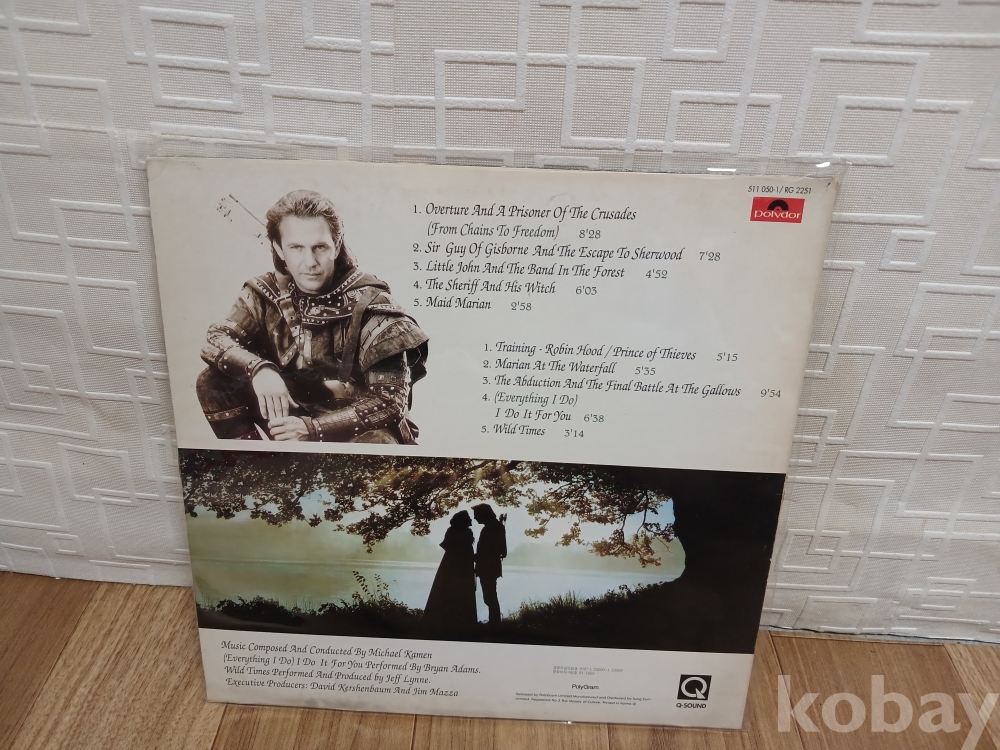 511 050-1/ RG 2251
polydor
1. Overture And A Prisoner Of The Crusades
(From Chains To Freedom) 8'28
2. Sir Guy Of Gisborne And The Escape To Sherwood 7'28
3. Little John And The Band In The Forest 4'52
4. The Sheriff And His Witch 6'03
5. Maid Marian 2'58
1. Training - Robin Hood / Prince of Thieves 5'15
2. Marian At The Waterfall 5'35
3. The Abduction And The Final Battle At The Gallows 9'54
4. (Everything I Do)
I Do It For You 6'38
5. Wild Times 3'14
Music Composed And Conducted By Michael Kamen
(Everything I Do) I Do It For You Performed By Bryan Adams.
Wild Times Performed And Produced by Jeff Lynne.
Executive Producers: David Kershenbaum And Jim Mazza
PolyGram
Q
Q-SOUND
kobay